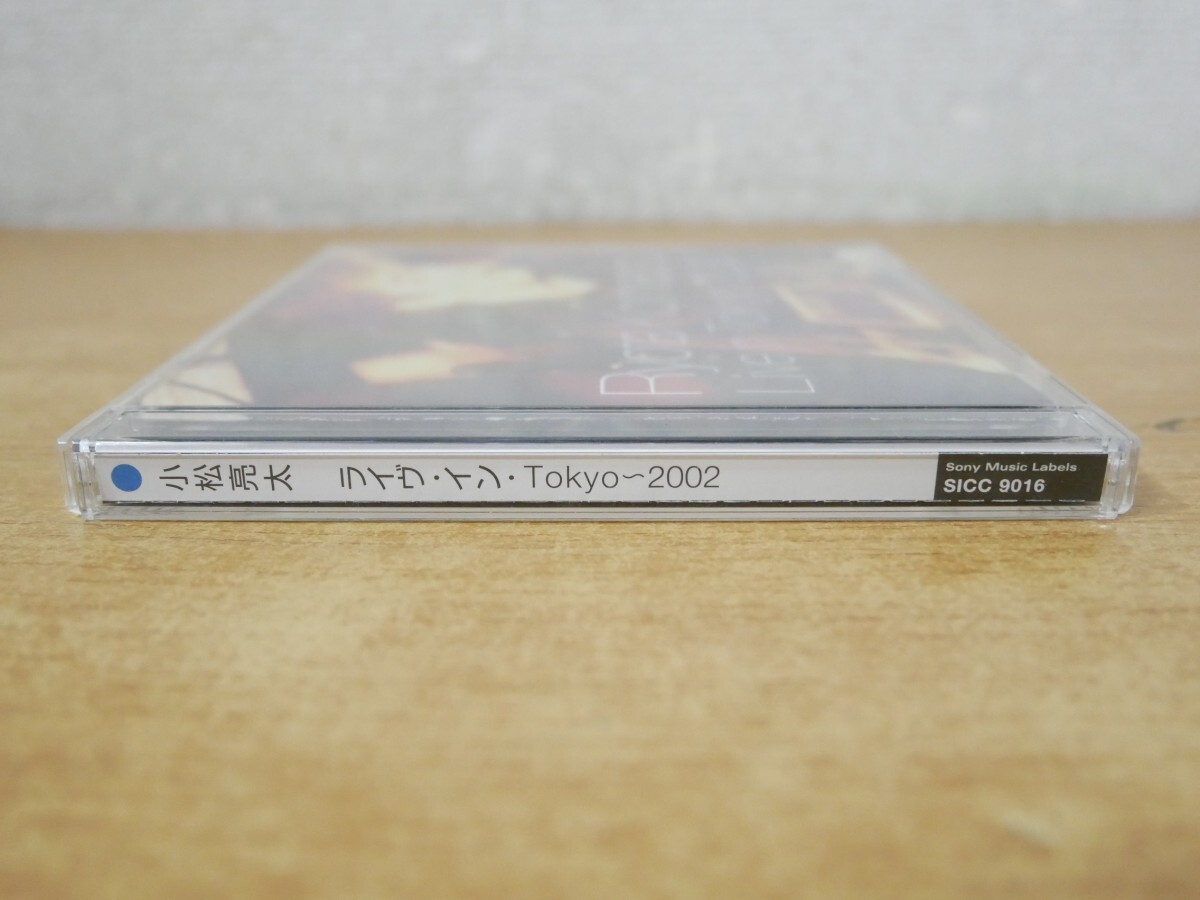 小松亮太 ライヴ・イン・Tokyo～2002
Sony Music Labels
SICC 9016